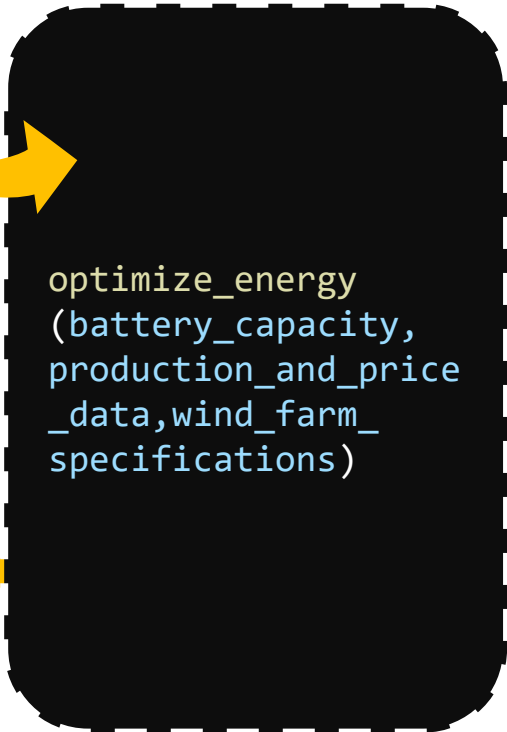 optimize_energy
(battery_capacity,
production_and_price
_data,wind_farm_
specifications)